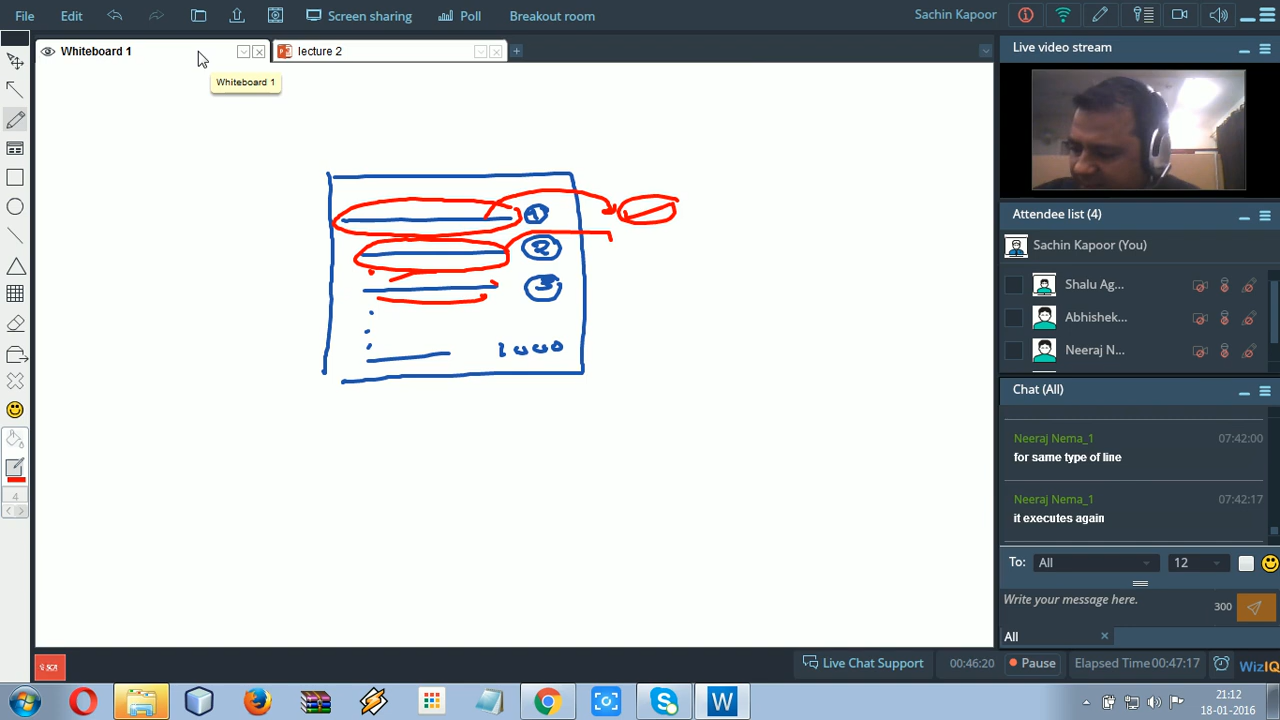 File Edit Screen sharing Poll Breakout room Sachin Kapoor
Whiteboard 1 lecture 2
Whiteboard 1
1
2
3
1000
4
Live video stream
Attendee list (4)
Sachin Kapoor (You)
Shalu Ag...
Abhishek...
Neeraj N...
Chat (All)
Neeraj Nema_1 07:42:00
for same type of line
Neeraj Nema_1 07:42:17
it executes again
To: All 12
Write your message here. 300
All
Live Chat Support 00:46:20 Pause Elapsed Time 00:47:17 WizIQ
21:12
18-01-2016